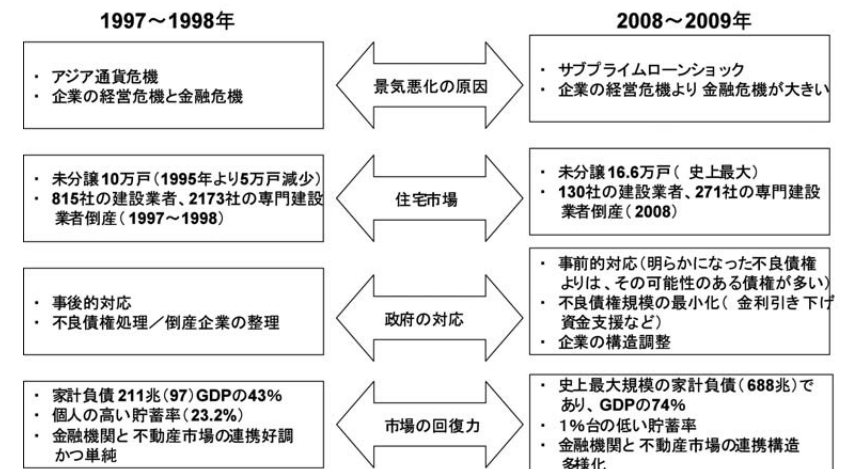 1997～1998年
2008～2009年
・ アジア通貨危機
・ 企業の経営危機と金融危機
景気悪化の原因
・ サブプライムローンショック
・ 企業の経営危機より 金融危機が大きい
・ 未分譲10万戸（1995年より5万戸減少）
・ 815社の建設業者、2173社の専門建設
業者倒産（1997～1998）
住宅市場
・ 未分譲16.6万戸（ 史上最大）
・ 130社の建設業者、271社の専門建設
業者倒産（2008）
・ 事後的対応
・ 不良債権処理／倒産企業の整理
政府の対応
・ 事前的対応（明らかになった不良債権
よりは、その可能性のある債権が多い）
・ 不良債権規模の最小化（ 金利引き下げ
資金支援など）
・ 企業の構造調整
・ 家計負債 211兆（97）GDPの43%
・ 個人の高い貯蓄率（23.2%）
・ 金融機関と 不動産市場の連携好調
かつ単純
市場の回復力
・ 史上最大規模の家計負債（688兆）で
あり、GDPの74%
・ 1%台の低い貯蓄率
・ 金融機関と 不動産市場の連携構造
多様化